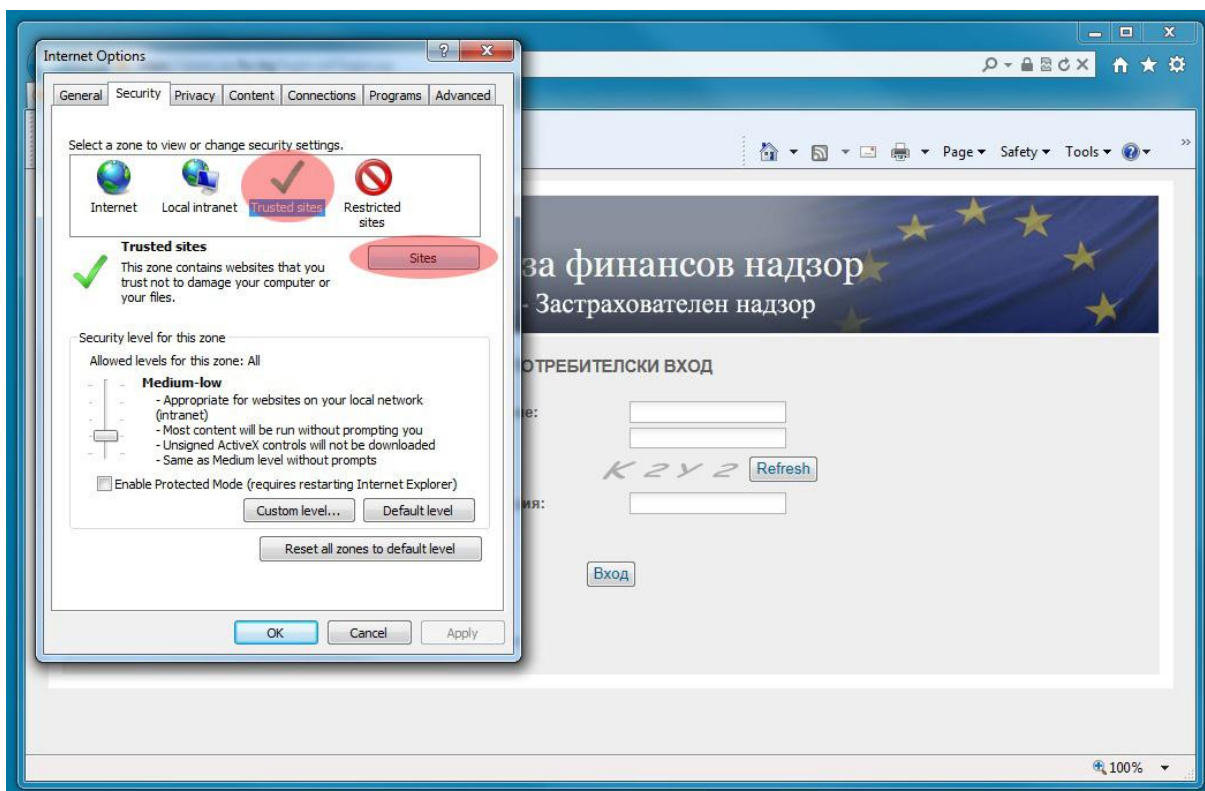 Internet Options
General Security Privacy Content Connections Programs Advanced
Select a zone to view or change security settings.
Internet Local intranet Trusted sites Restricted sites
Trusted sites
Sites
This zone contains websites that you
trust not to damage your computer or
your files.
Security level for this zone
Allowed levels for this zone: All
Medium-low
- Appropriate for websites on your local network
(intranet)
- Most content will be run without prompting you
- Unsigned ActiveX controls will not be downloaded
- Same as Medium level without prompts
Enable Protected Mode (requires restarting Internet Explorer)
Custom level... Default level
Reset all zones to default level
OK Cancel Apply
Page Safety Tools
за финансов надзор
- Застрахователен надзор
ОТРЕБИТЕЛСКИ ВХОД
е:
K2Y2 Refresh
ия:
Вход
100%